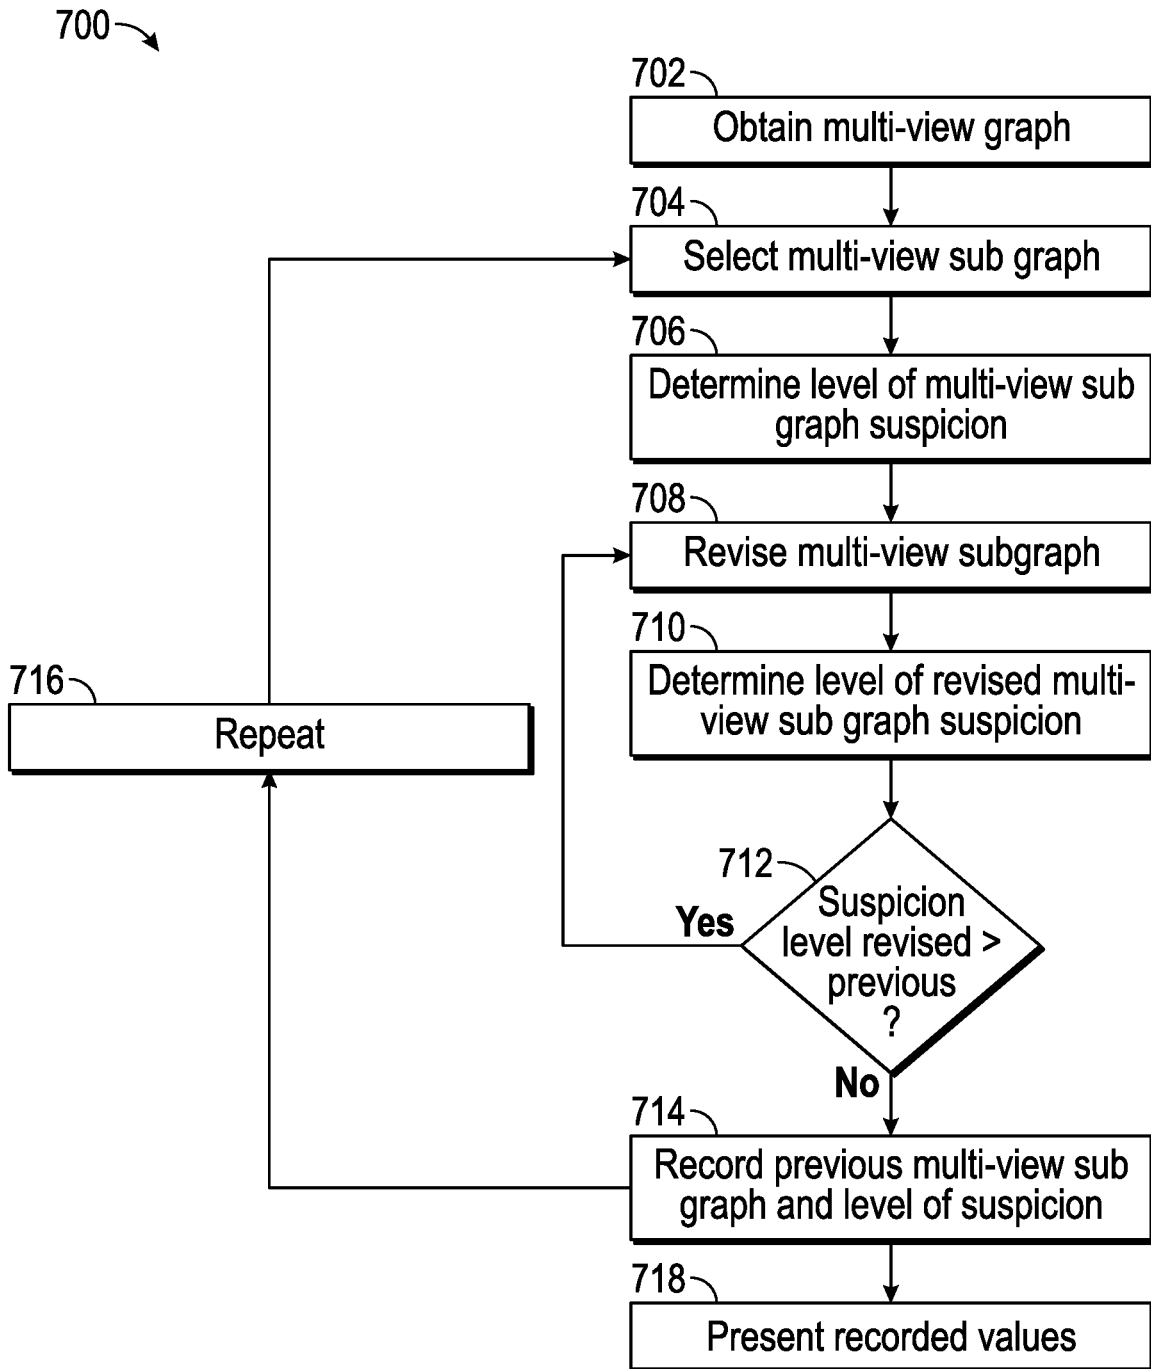 700
702
Obtain multi-view graph
704
Select multi-view sub graph
706
Determine level of multi-view sub
graph suspicion
708
Revise multi-view subgraph
710
Determine level of revised multi-
view sub graph suspicion
716
Repeat
712
Suspicion
level revised >
previous
?
Yes
No
714
Record previous multi-view sub
graph and level of suspicion
718
Present recorded values